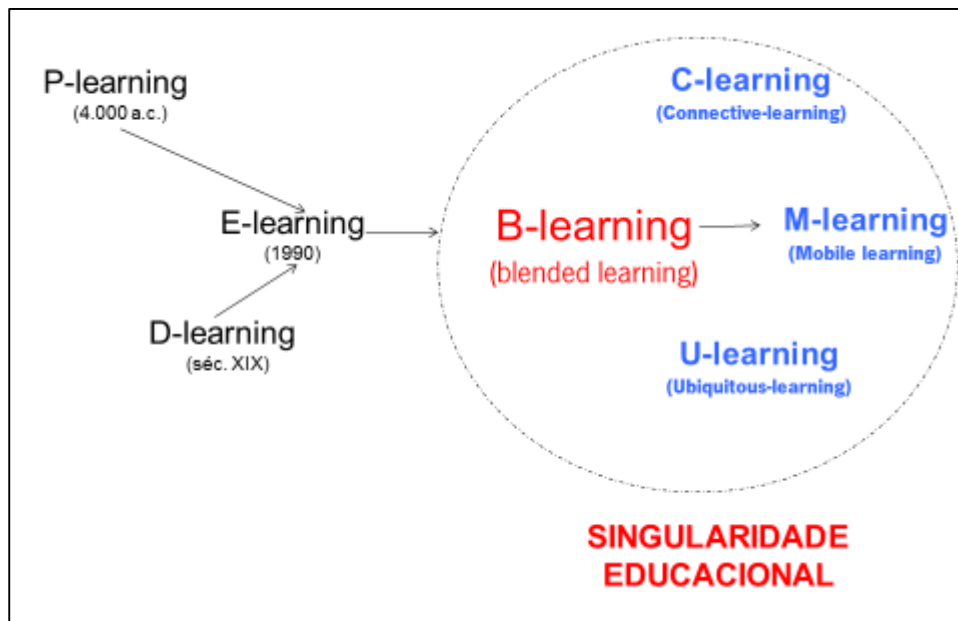 P-learning
(4.000 a.c.)
E-learning
(1990)
D-learning
(séc. XIX)
B-learning
(blended learning)
C-learning
(Connective-learning)
M-learning
(Mobile learning)
U-learning
(Ubiquitous-learning)
SINGULARIDADE
EDUCACIONAL